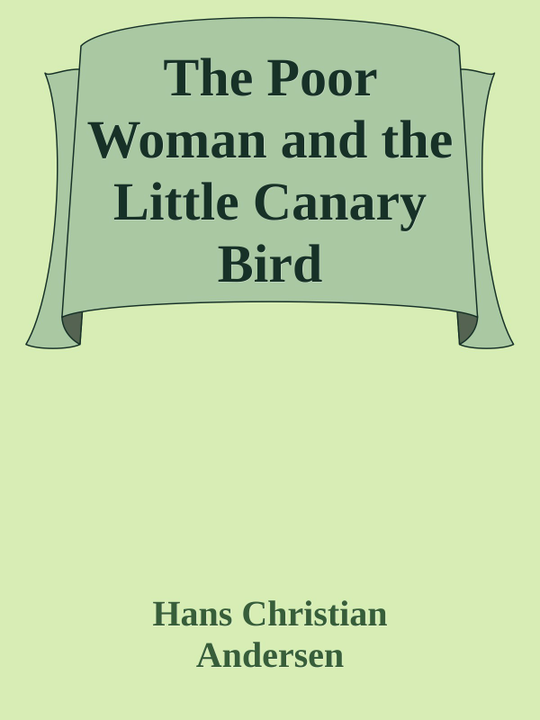 The Poor
Woman and the
Little Canary
Bird
Hans Christian
Andersen